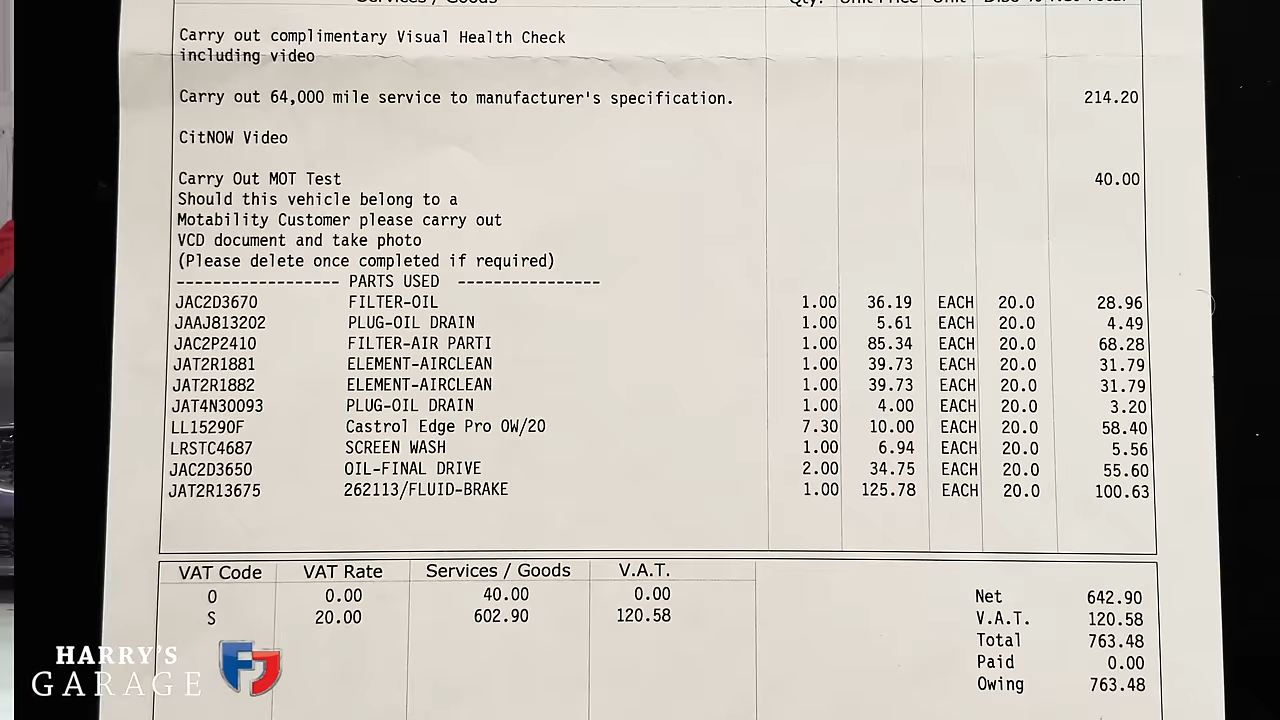 Services / Goods Qty. Unit Price Unit Disc % Net Total
Carry out complimentary Visual Health Check
including video
Carry out 64,000 mile service to manufacturer's specification. 214.20
CitNOW Video
Carry Out MOT Test 40.00
Should this vehicle belong to a
Motability Customer please carry out
VCD document and take photo
(Please delete once completed if required)
------------------ PARTS USED ----------------
JAC2D3670 FILTER-OIL 1.00 36.19 EACH 20.0 28.96
JAAJ813202 PLUG-OIL DRAIN 1.00 5.61 EACH 20.0 4.49
JAC2P2410 FILTER-AIR PARTI 1.00 85.34 EACH 20.0 68.28
JAT2R1881 ELEMENT-AIRCLEAN 1.00 39.73 EACH 20.0 31.79
JAT2R1882 ELEMENT-AIRCLEAN 1.00 39.73 EACH 20.0 31.79
JAT4N30093 PLUG-OIL DRAIN 1.00 4.00 EACH 20.0 3.20
LL15290F Castrol Edge Pro 0W/20 7.30 10.00 EACH 20.0 58.40
LRSTC4687 SCREEN WASH 1.00 6.94 EACH 20.0 5.56
JAC2D3650 OIL-FINAL DRIVE 2.00 34.75 EACH 20.0 55.60
JAT2R13675 262113/FLUID-BRAKE 1.00 125.78 EACH 20.0 100.63
VAT Code VAT Rate Services / Goods V.A.T.
0 0.00 40.00 0.00
S 20.00 602.90 120.58
Net 642.90
V.A.T. 120.58
Total 763.48
Paid 0.00
Owing 763.48
HARRY'S
GARAGE